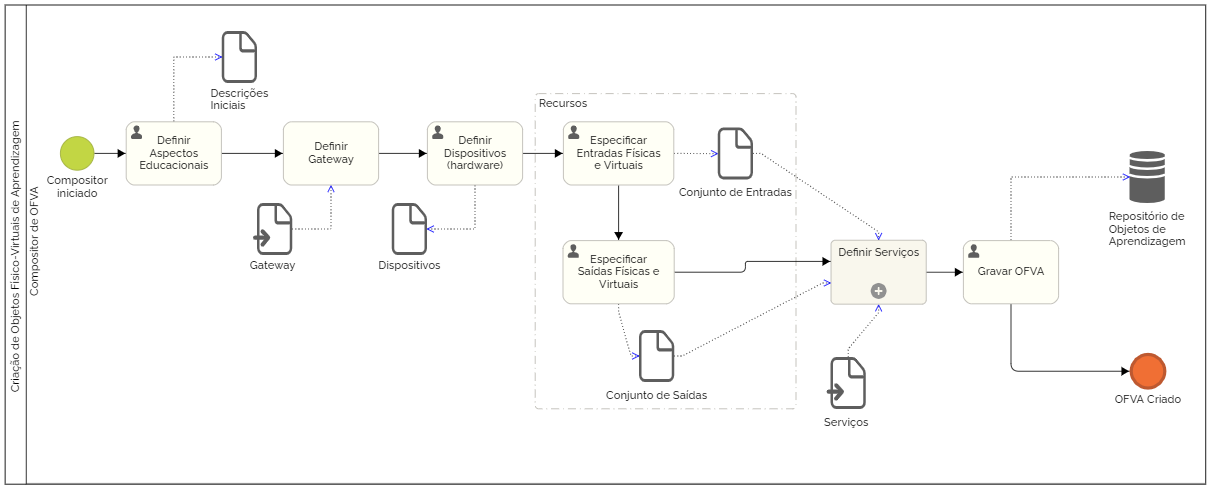 Criação de Objetos Físico-Virtuais de Aprendizagem
Compositor de OFVA
Compositor
iniciado
Definir
Aspectos
Educacionais
Descrições
Iniciais
Definir
Gateway
Gateway
Definir
Dispositivos
(hardware)
Dispositivos
Recursos
Especificar
Entradas Físicas
e Virtuais
Conjunto de Entradas
Especificar
Saídas Físicas e
Virtuais
Conjunto de Saídas
Definir Serviços
Serviços
Gravar OFVA
Repositório de
Objetos de
Aprendizagem
OFVA Criado